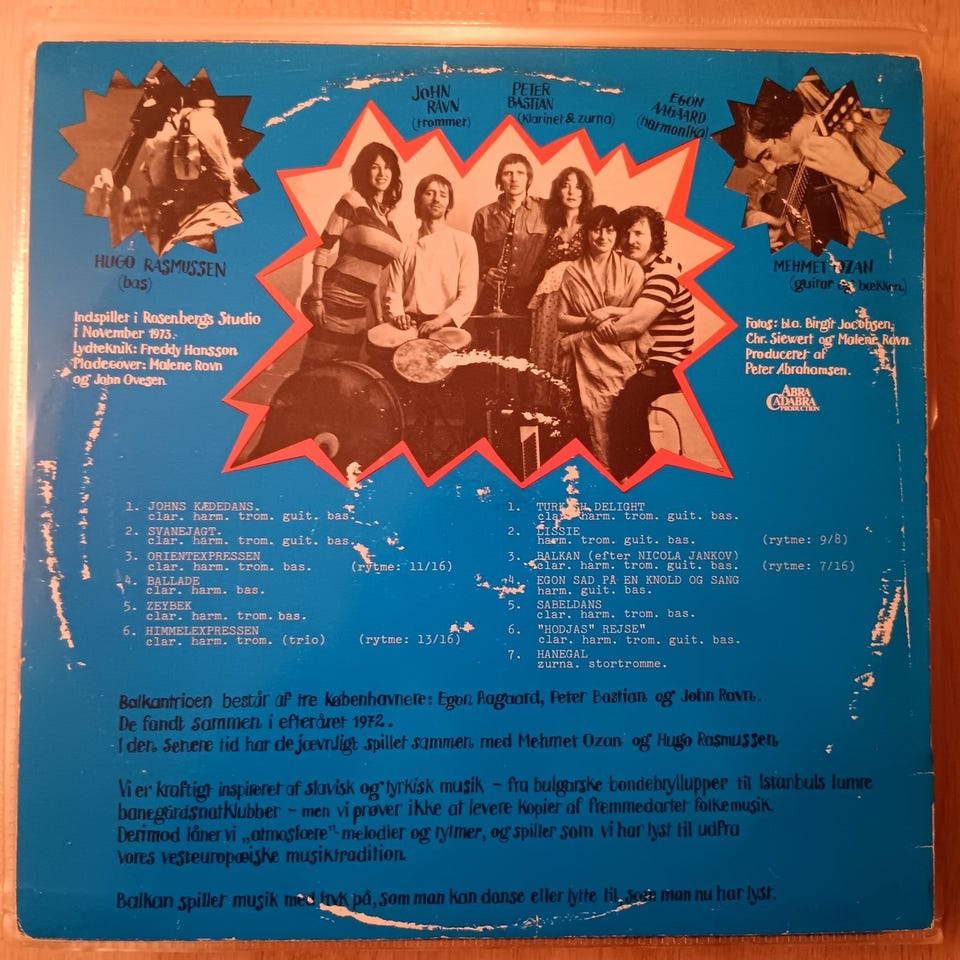 JOHN
RAVN
(trommer)
PETER
BASTIAN
(Klarinet & zurna)
EGON
AAGAARD
(harmonika)
HUGO RASMUSSEN
(bas)
MEHMET OZAN
(guitar og bækken)
Indspillet i Rosenbergs Studio
i November 1973.
Lydteknik: Freddy Hansson
Pladecover: Malene Ravn
og John Ovesen.
Fotos: bl.a. Birgit Jacobsen,
Chr. Siewert og Malene Ravn.
Produceret af
Peter Abrahamsen.
ABRA
CADABRA
PRODUCTION
1. JOHNS KÆDEDANS.
clar. harm. trom. guit. bas.
2. SVANEJAGT.
clar. harm. trom. guit. bas.
3. ORIENTEXPRESSEN
clar. harm. trom. bas. (rytme: 11/16)
4. BALLADE
clar. harm. bas.
5. ZEYBEK
clar. harm. trom. bas.
6. HIMMELEXPRESSEN
clar. harm. trom. (trio) (rytme: 13/16)
1. TURKISH DELIGHT
clar. harm. trom. guit. bas.
2. LISSIE
harm. trom. guit. bas. (rytme: 9/8)
3. BALKAN (efter NICOLA JANKOV)
clar. harm. trom. guit. bas. (rytme: 7/16)
4. EGON SAD PÅ EN KNOLD OG SANG
harm. guit. bas.
5. SABELDANS
clar. harm. trom. bas.
6. "HODJAS" REJSE"
clar. harm. trom. guit. bas.
7. HANEGAL
zurna. stortromme.
Balkantrioen består af tre Københavnere: Egon Aagaard, Peter Bastian og John Ravn.
De fandt sammen i efteråret 1972.
I den senere tid har de jævnligt spillet sammen med Mehmet Ozan og Hugo Rasmussen.
Vi er kraftigt inspireret af slavisk og tyrkisk musik - fra bulgarske bondebryllupper til Istanbuls lumre
banegårdsnatklubber - men vi prøver ikke at levere kopier af fremmedartet folkemusik.
Derimod låner vi „atmosfære"-melodier og rytmer, og spiller som vi har lyst til udfra
vores vesteuropæiske musiktradition.
Balkan spiller musik med tryk på, som man kan danse eller lytte til, som man nu har lyst.